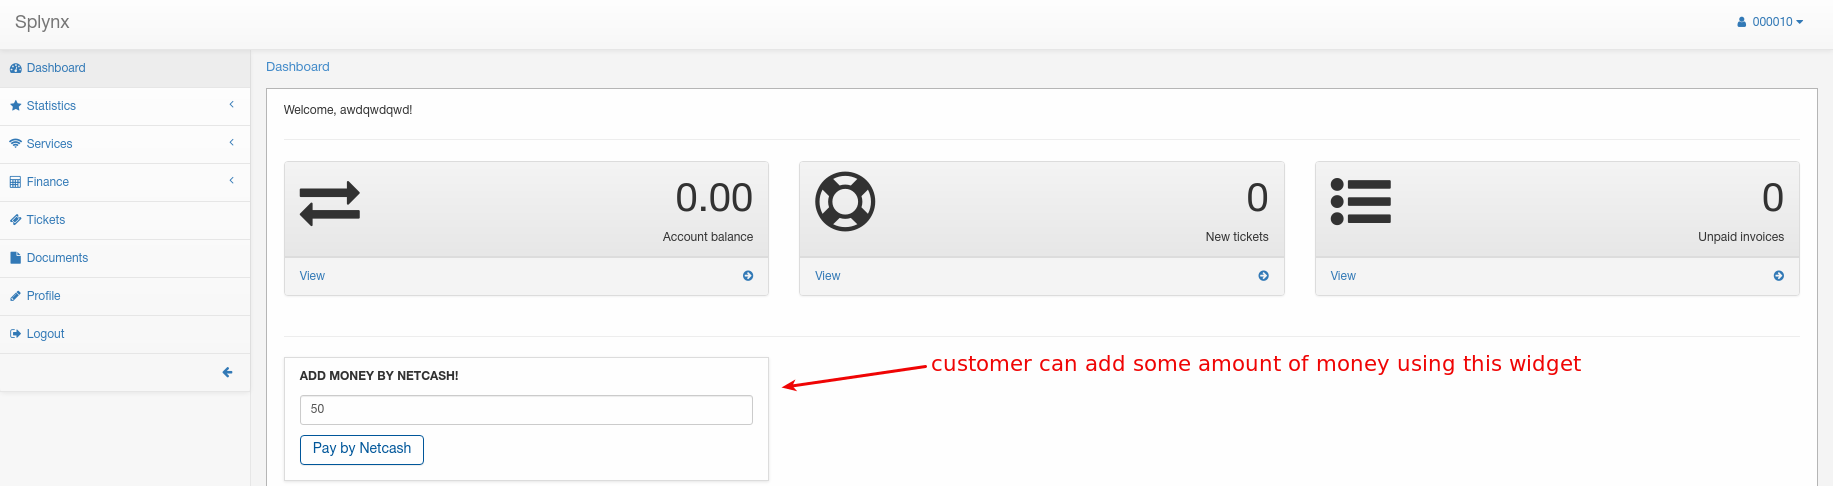 Splynx
000010
Dashboard
Statistics
Services
Finance
Tickets
Documents
Profile
Logout
Dashboard
Welcome, awdqwdqwd!
0.00
Account balance
View
0
New tickets
View
0
Unpaid invoices
View
ADD MONEY BY NETCASH!
50
Pay by Netcash
customer can add some amount of money using this widget